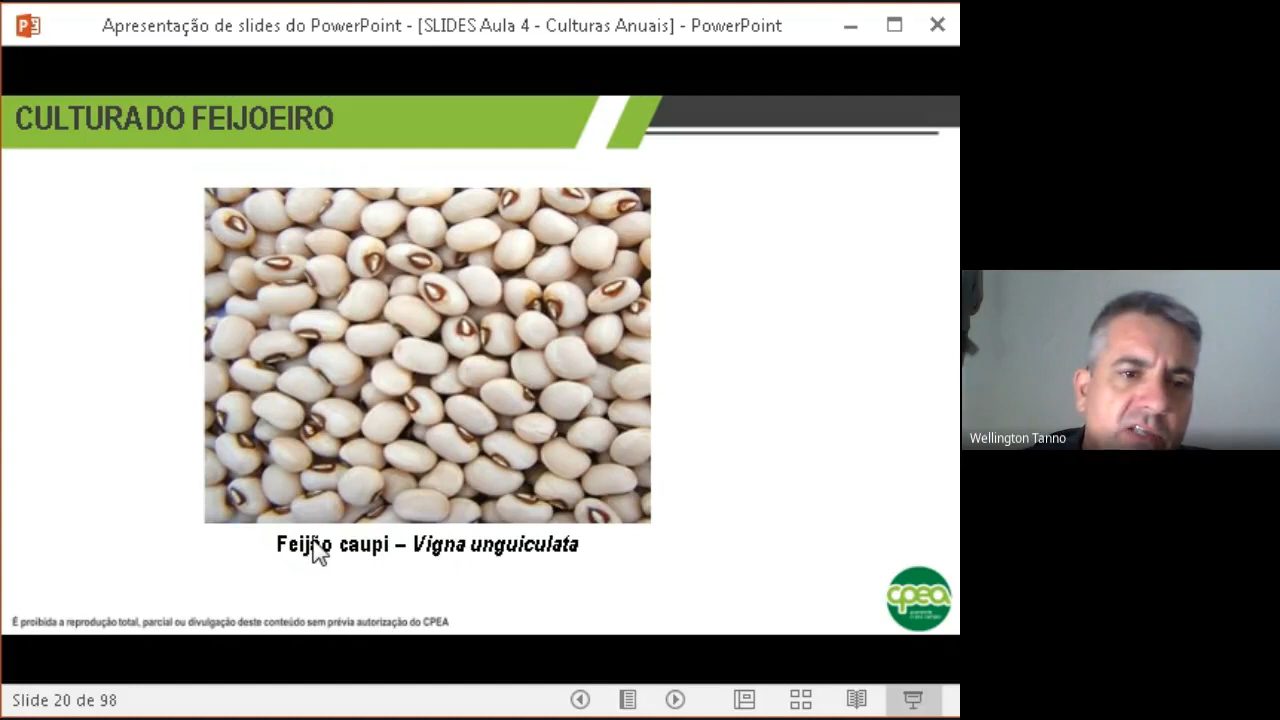 Apresentação de slides do PowerPoint - [SLIDES Aula 4 - Culturas Anuais] - PowerPoint
CULTURA DO FEIJOEIRO
Feijão caupi – Vigna unguiculata
cpea
É proibida a reprodução total, parcial ou divulgação deste conteúdo sem prévia autorização do CPEA
Wellington Tanno
Slide 20 de 98